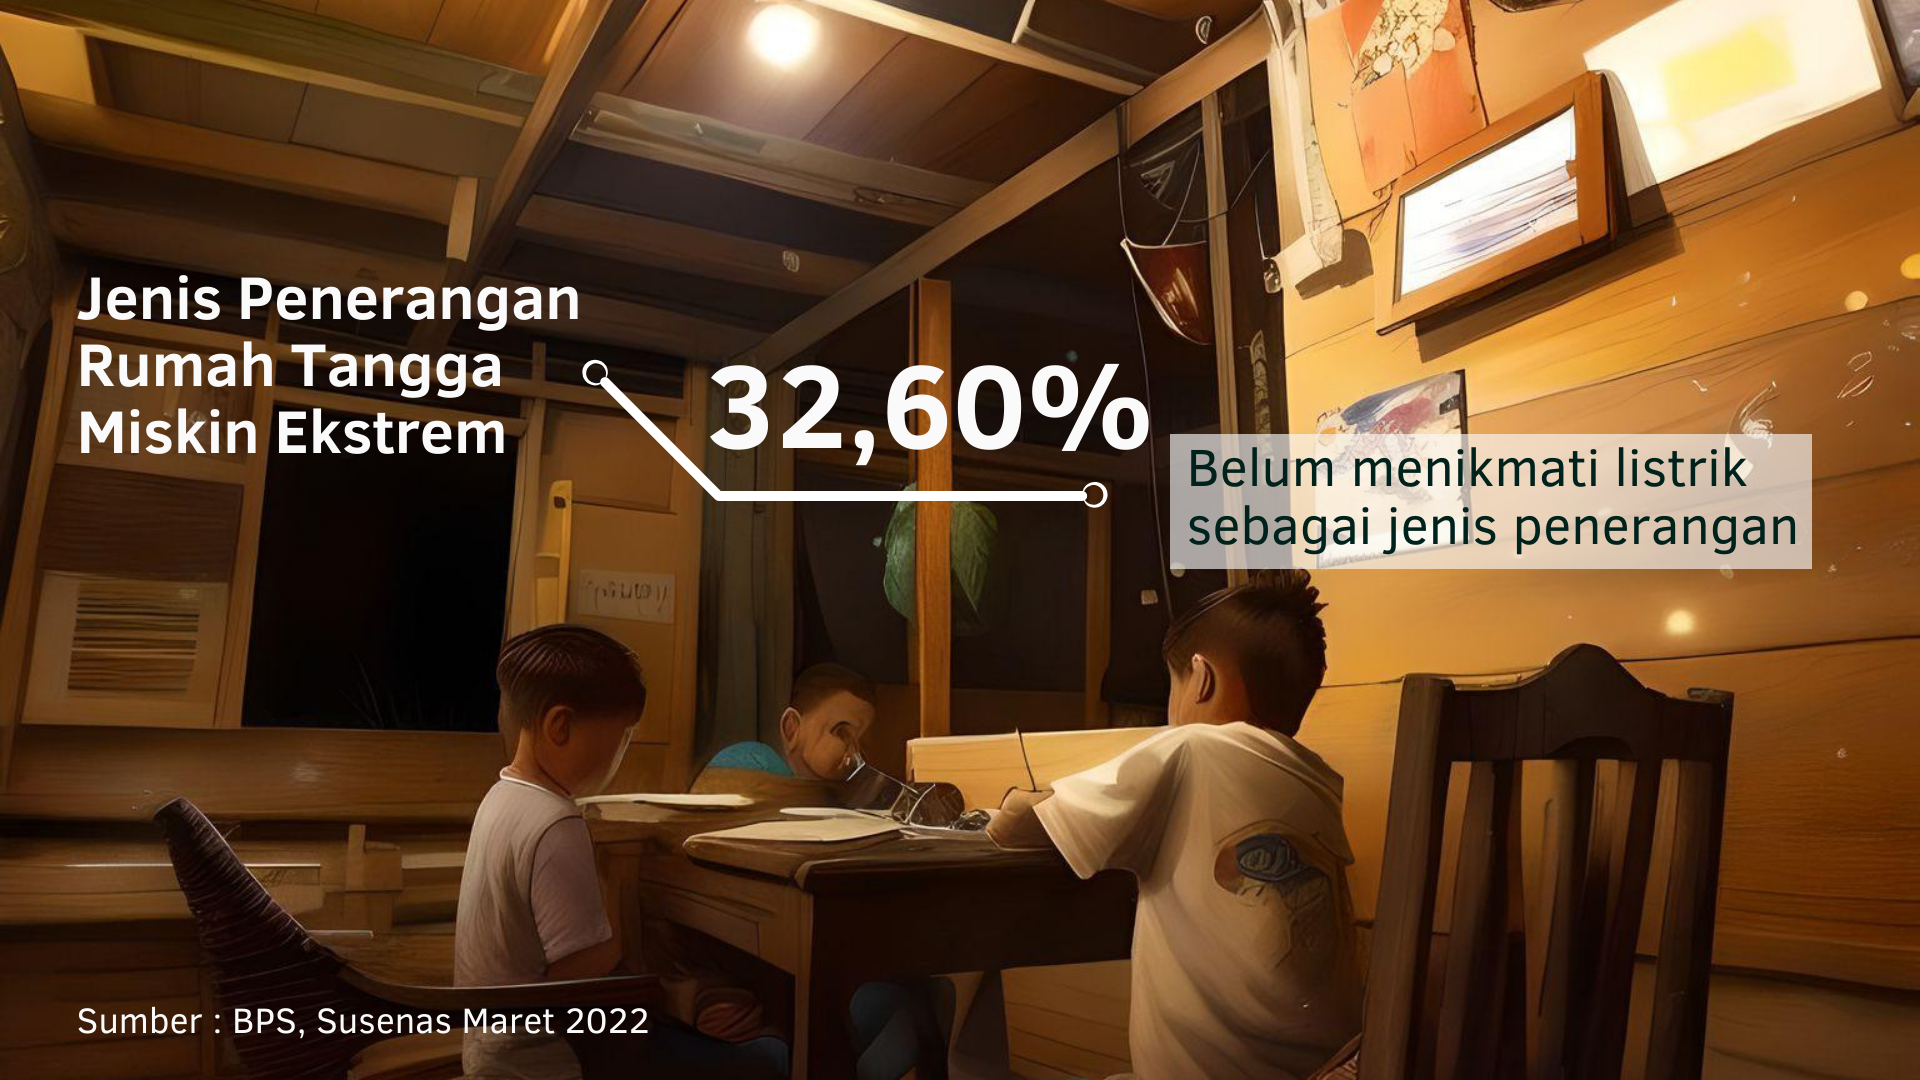 Jenis Penerangan
Rumah Tangga
Miskin Ekstrem
32,60%
Belum menikmati listrik
sebagai jenis penerangan
Sumber : BPS, Susenas Maret 2022